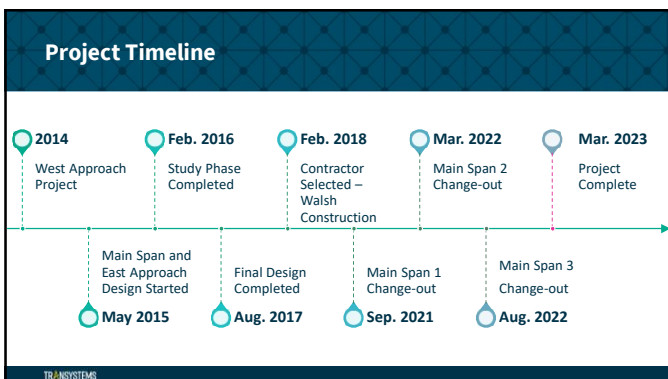 Project Timeline
2014
West Approach
Project
Feb. 2016
Study Phase
Completed
Feb. 2018
Contractor
Selected –
Walsh
Construction
Mar. 2022
Main Span 2
Change-out
Mar. 2023
Project
Complete
Main Span and
East Approach
Design Started
May 2015
Final Design
Completed
Aug. 2017
Main Span 1
Change-out
Sep. 2021
Main Span 3
Change-out
Aug. 2022
TRANSYSTEMS